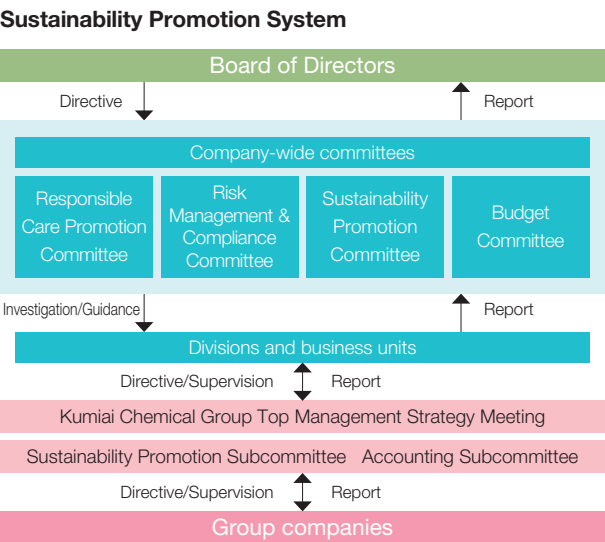 Sustainability Promotion System
Board of Directors
Directive
Report
Company-wide committees
Responsible
Care Promotion
Committee
Risk
Management &
Compliance
Committee
Sustainability
Promotion
Committee
Budget
Committee
Investigation/Guidance
Report
Divisions and business units
Directive/Supervision
Report
Kumiai Chemical Group Top Management Strategy Meeting
Sustainability Promotion Subcommittee Accounting Subcommittee
Directive/Supervision
Report
Group companies